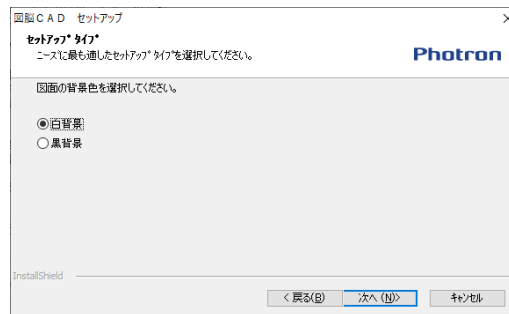 図脳CAD セットアップ
セットアップ タイプ
ニーズに最も適したセットアップ タイプを選択してください。
Photron
図面の背景色を選択してください。
白背景
黒背景
InstallShield
< 戻る(B)
次へ (N)>
キャンセル